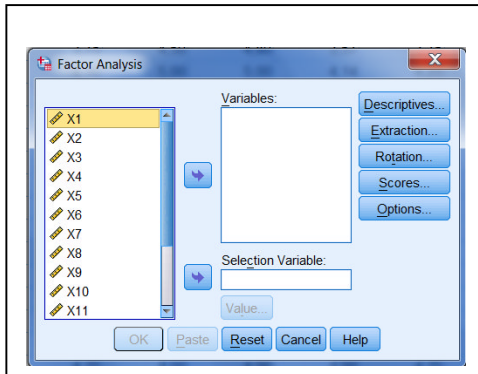 Factor Analysis
X1
X2
X3
X4
X5
X6
X7
X8
X9
X10
X11
Variables:
Selection Variable:
Value...
Descriptives...
Extraction...
Rotation...
Scores...
Options...
OK Paste Reset Cancel Help